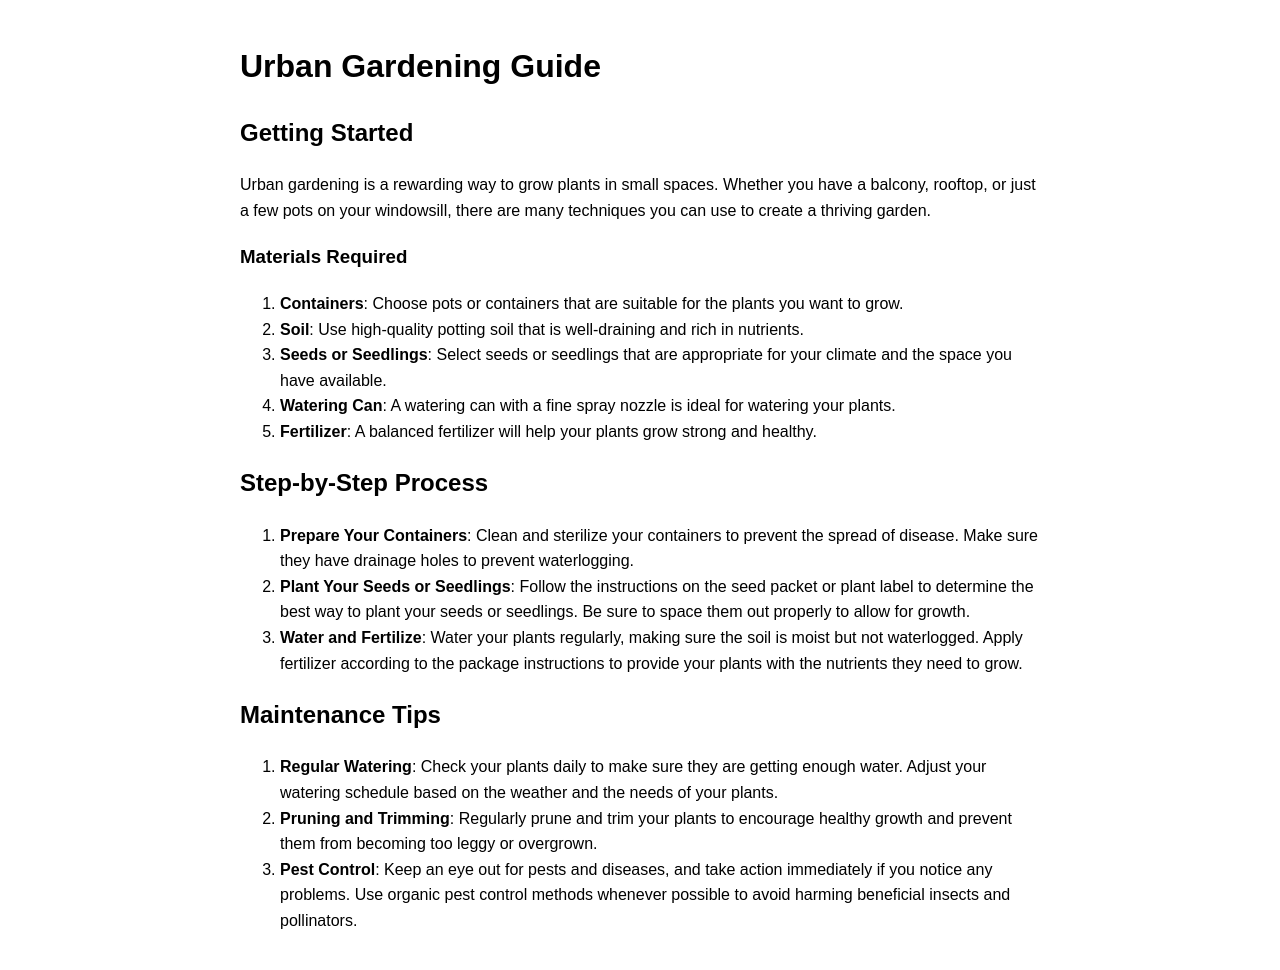 Urban Gardening Guide
Getting Started
Urban gardening is a rewarding way to grow plants in small spaces. Whether you have a balcony, rooftop, or just
a few pots on your windowsill, there are many techniques you can use to create a thriving garden.
Materials Required
1. Containers: Choose pots or containers that are suitable for the plants you want to grow.
2. Soil: Use high-quality potting soil that is well-draining and rich in nutrients.
3. Seeds or Seedlings: Select seeds or seedlings that are appropriate for your climate and the space you
have available.
4. Watering Can: A watering can with a fine spray nozzle is ideal for watering your plants.
5. Fertilizer: A balanced fertilizer will help your plants grow strong and healthy.
Step-by-Step Process
1. Prepare Your Containers: Clean and sterilize your containers to prevent the spread of disease. Make sure
they have drainage holes to prevent waterlogging.
2. Plant Your Seeds or Seedlings: Follow the instructions on the seed packet or plant label to determine the
best way to plant your seeds or seedlings. Be sure to space them out properly to allow for growth.
3. Water and Fertilize: Water your plants regularly, making sure the soil is moist but not waterlogged. Apply
fertilizer according to the package instructions to provide your plants with the nutrients they need to grow.
Maintenance Tips
1. Regular Watering: Check your plants daily to make sure they are getting enough water. Adjust your
watering schedule based on the weather and the needs of your plants.
2. Pruning and Trimming: Regularly prune and trim your plants to encourage healthy growth and prevent
them from becoming too leggy or overgrown.
3. Pest Control: Keep an eye out for pests and diseases, and take action immediately if you notice any
problems. Use organic pest control methods whenever possible to avoid harming beneficial insects and
pollinators.